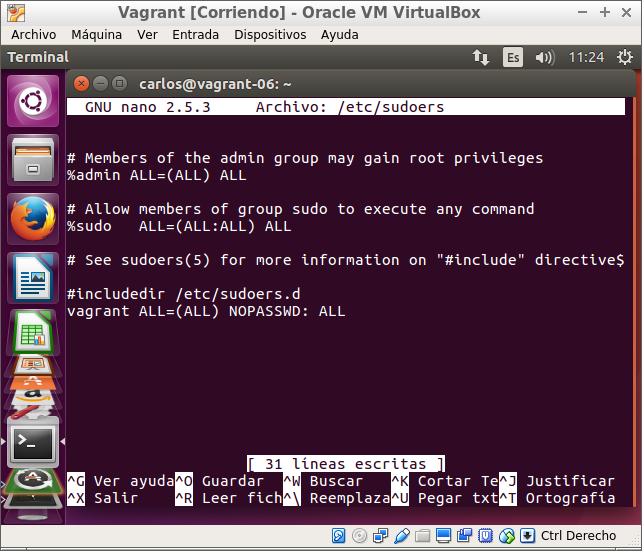 Vagrant [Corriendo] - Oracle VM VirtualBox
Archivo Máquina Ver Entrada Dispositivos Ayuda
Terminal Es 11:24
carlos@vagrant-06: ~
GNU nano 2.5.3 Archivo: /etc/sudoers
# Members of the admin group may gain root privileges
%admin ALL=(ALL) ALL
# Allow members of group sudo to execute any command
%sudo ALL=(ALL:ALL) ALL
# See sudoers(5) for more information on "#include" directive$
#includedir /etc/sudoers.d
vagrant ALL=(ALL) NOPASSWD: ALL
[ 31 líneas escritas ]
^G Ver ayuda^O Guardar ^W Buscar ^K Cortar Te^J Justificar
^X Salir ^R Leer fich^\ Reemplaza^U Pegar txt^T Ortografía
Ctrl Derecho